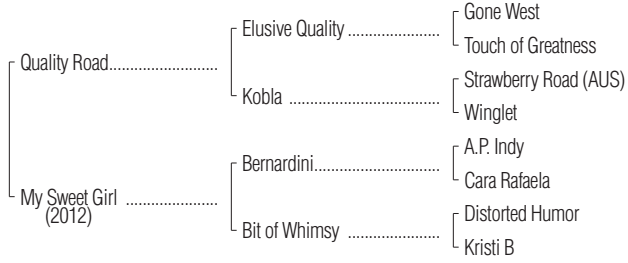 Gone West
Elusive Quality
Touch of Greatness
Quality Road
Strawberry Road (AUS)
Kobla
Winglet
A.P. Indy
Bernardini
Cara Rafaela
My Sweet Girl
(2012)
Distorted Humor
Bit of Whimsy
Kristi B